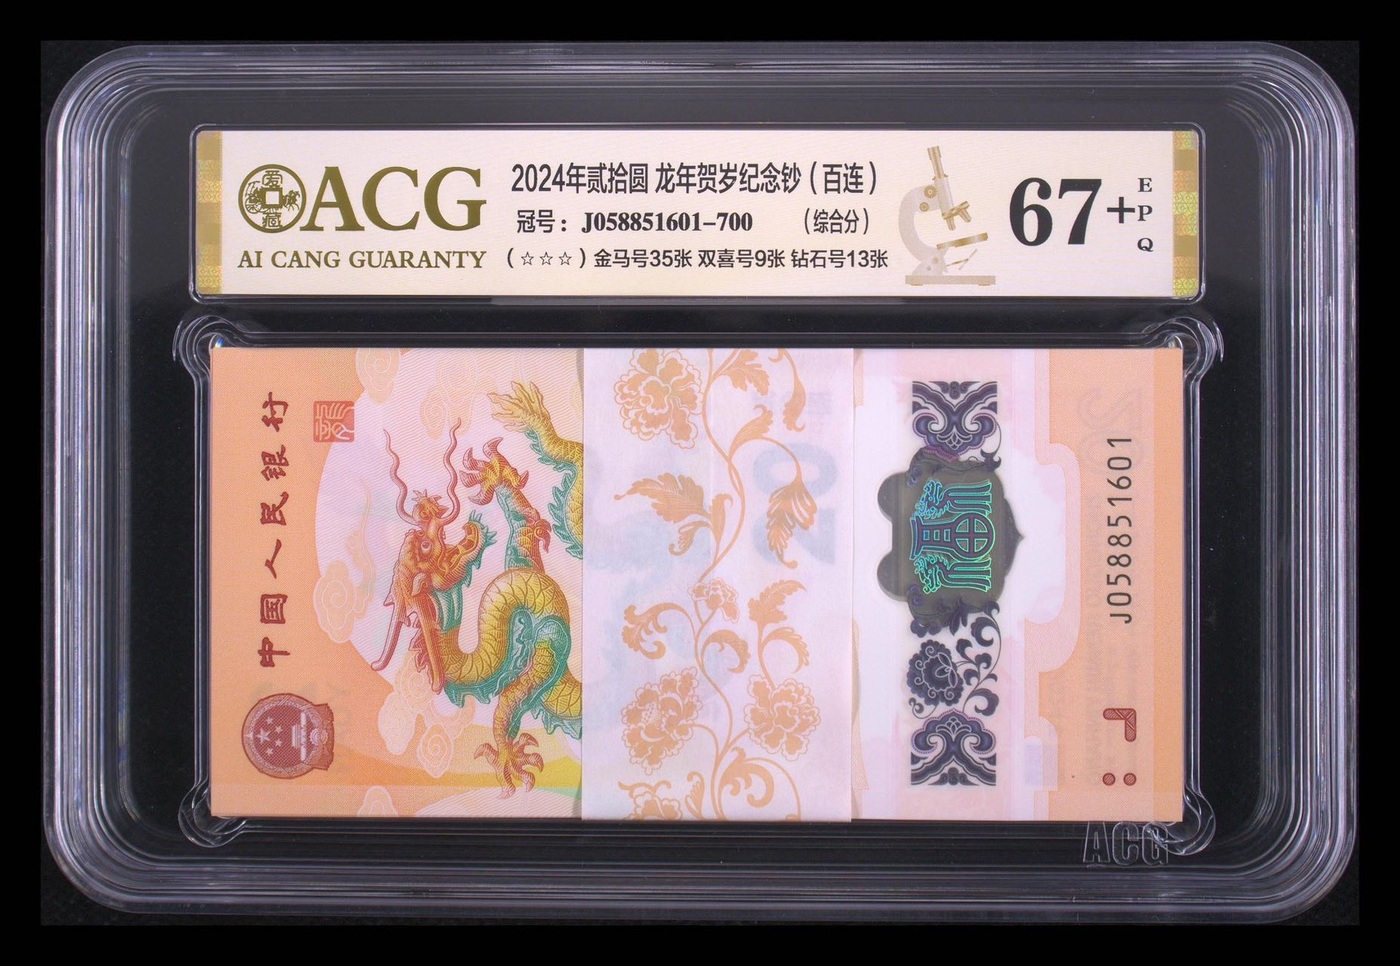 ACG
AI CANG GUARANTY
2024年贰拾圆 龙年贺岁纪念钞(百连)
冠号: J058851601-700 (综合分)
(☆☆☆)金马号35张 双喜号9张 钻石号13张
67+
EPQ
中国人民银行
J058851601
ACG